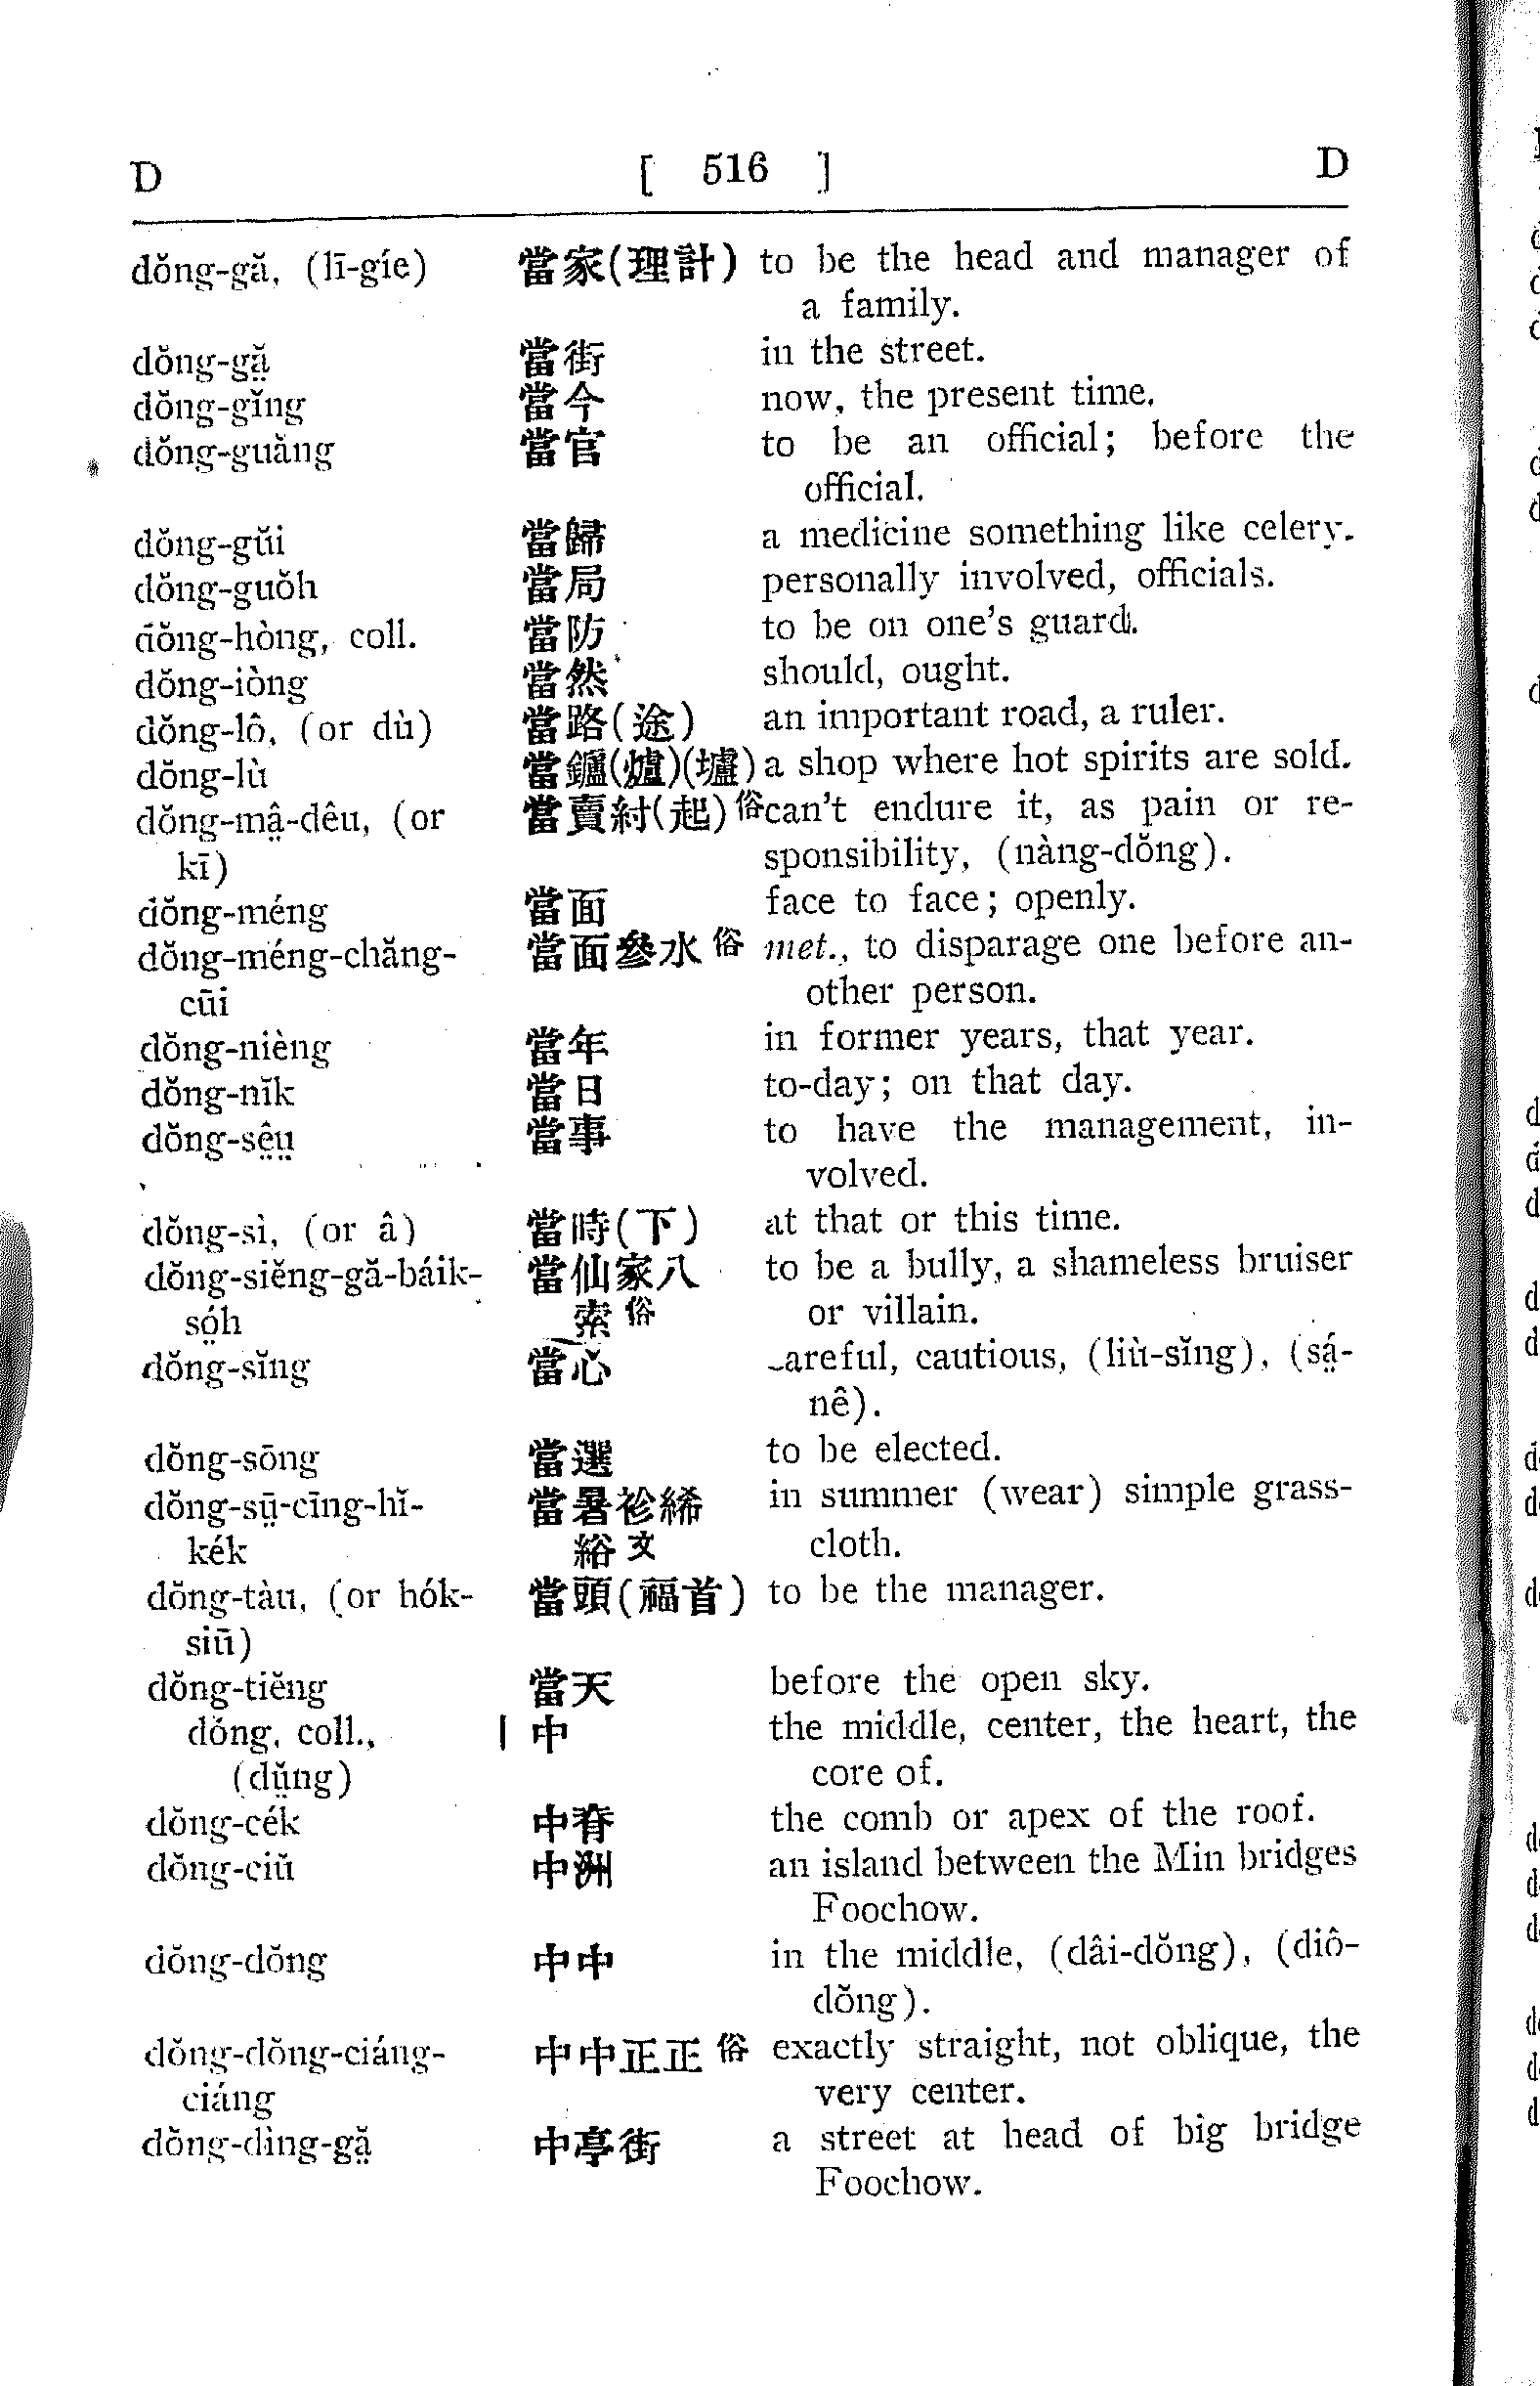 D [ 516 ] D
dŏng-gă, (lī-gíe) 當家(理計) to be the head and manager of
a family.
dŏng-gă̤ 當街 in the street.
dŏng-gĭng 當今 now, the present time.
dŏng-guăng 當官 to be an official; before the
official.
dŏng-gŭi 當歸 a medicine something like celery.
dŏng-guŏh 當局 personally involved, officials.
dŏng-hòng, coll. 當防 to be on one's guard.
dŏng-iòng 當然 should, ought.
dŏng-lô, (or dù) 當路(途) an important road, a ruler.
dŏng-lù 當鑪(爐)(壚) a shop where hot spirits are sold.
dŏng-mâ̤-dêu, (or 當賣紂(起)俗 can't endure it, as pain or re-
kī) sponsibility, (nàng-dŏng).
dŏng-méng 當面 face to face; openly.
dŏng-méng-chăng- 當面參水俗 met., to disparage one before an-
cūi other person.
dŏng-nièng 當年 in former years, that year.
dŏng-nĭk 當日 to-day; on that day.
dŏng-sê̤ṳ 當事 to have the management, in-
volved.
dŏng-sì, (or â) 當時(下) at that or this time.
dŏng-siĕng-gă-báik- 當仙家八 to be a bully, a shameless bruiser
só̤h 索俗 or villain.
dŏng-sĭng 當心 careful, cautious, (liù-sĭng), (sá̤-
nê).
dŏng-sōng 當選 to be elected.
dŏng-sṳ̄-cīng-hĭ- 當暑袗絺 in summer (wear) simple grass-
kék 綌文 cloth.
dŏng-tàu, (or hók- 當頭(福首) to be the manager.
siū)
dŏng-tiĕng 當天 before the open sky.
dŏng, coll., 中 the middle, center, the heart, the
(dṳ̆ng) core of.
dŏng-cék 中脊 the comb or apex of the roof.
dŏng-ciŭ 中洲 an island between the Min bridges
Foochow.
dŏng-dŏng 中中 in the middle, (dâi-dŏng), (diô-
dŏng).
dŏng-dŏng-ciáng- 中中正正俗 exactly straight, not oblique, the
ciáng very center.
dŏng-dìng-gă̤ 中亭街 a street at head of big bridge
Foochow.